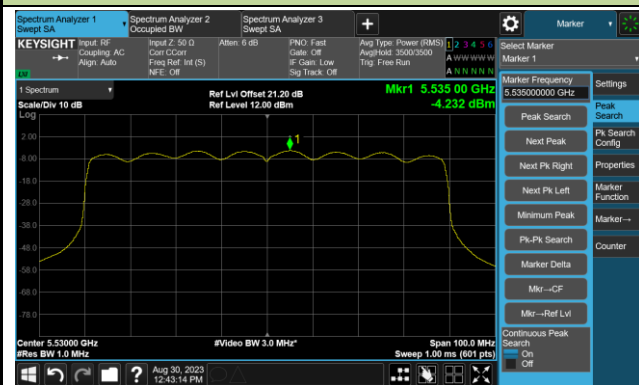 Spectrum Analyzer 1
Swept SA
Spectrum Analyzer 2
Occupied BW
Spectrum Analyzer 3
Swept SA
+
Marker
KEYSIGHT
Input: RF
Coupling: AC
Align: Auto
Input Z: 50 Ω
Corr CCorr
Freq Ref: Int (S)
NFE: Off
Atten: 6 dB
PNO: Fast
Gate: Off
IF Gain: Low
Sig Track: Off
Avg Type: Power (RMS)
Avg|Hold: 3500/3500
Trig: Free Run
1 2 3 4 5 6
A W W W W W
A N N N N N
Select Marker
Marker 1
1 Spectrum
Scale/Div 10 dB
Log
Ref Lvl Offset 21.20 dB
Ref Level 12.00 dBm
Mkr1 5.535 00 GHz
-4.232 dBm
1
2.00
-8.00
-18.0
-28.0
-38.0
-48.0
-58.0
-68.0
-78.0
Center 5.53000 GHz
#Res BW 1.0 MHz
#Video BW 3.0 MHz*
Span 100.0 MHz
Sweep 1.00 ms (601 pts)
Marker Frequency
5.535000000 GHz
Peak Search
Next Peak
Next Pk Right
Next Pk Left
Minimum Peak
Pk-Pk Search
Marker Delta
Mkr→CF
Mkr→Ref Lvl
Continuous Peak
Search
On
Off
Settings
Peak
Search
Pk Search
Config
Properties
Marker
Function
Marker→
Counter
?
Aug 30, 2023
12:43:14 PM